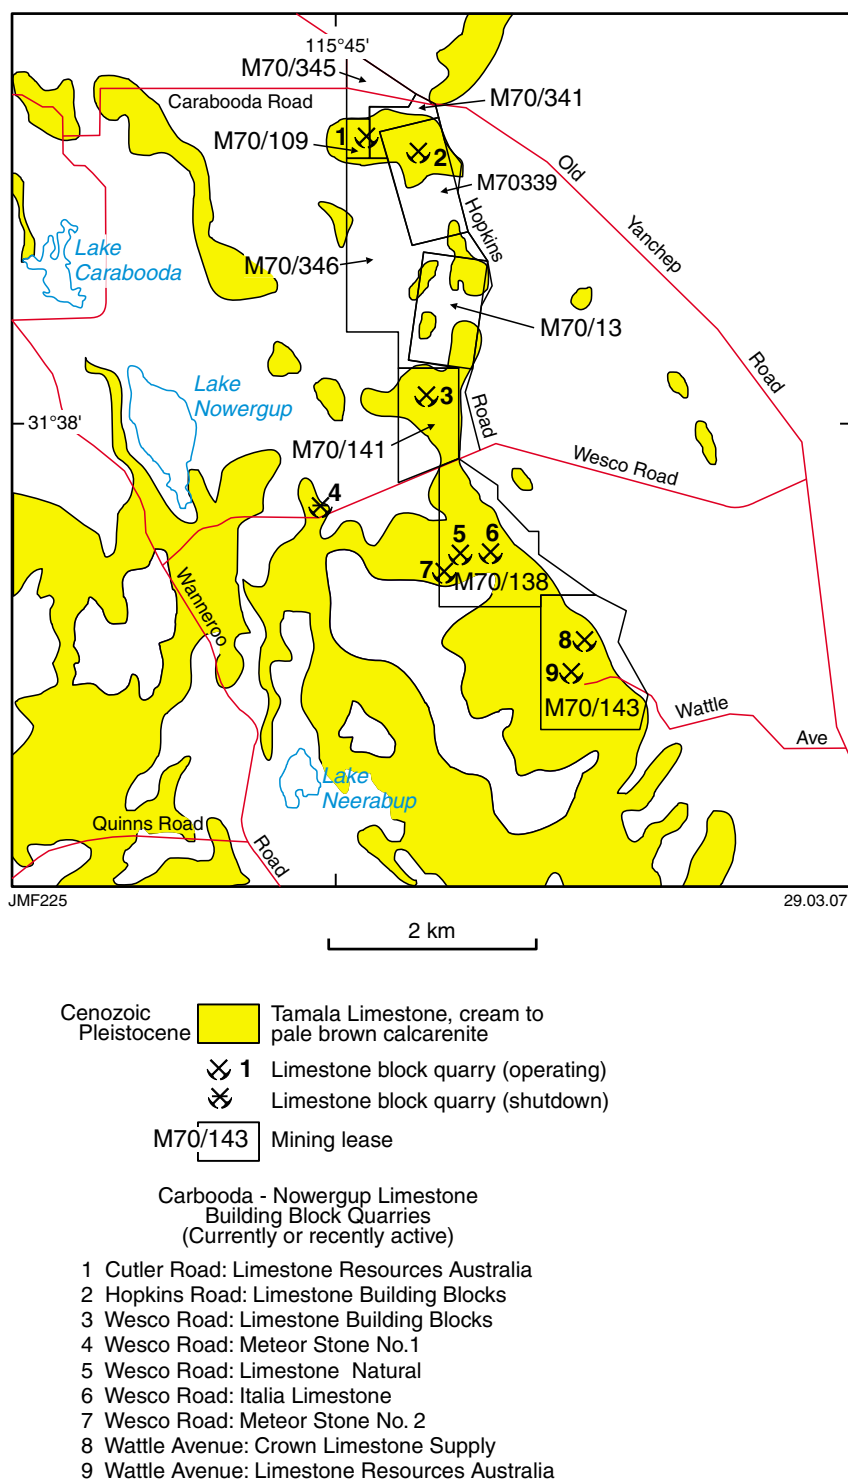 115°45'
M70/345
M70/341
Carabooda Road
1
M70/109
2
M70339
Old
Yanchep
Road
Hopkins
Road
Lake
Carabooda
M70/346
M70/13
Lake
Nowergup
3
31°38'
M70/141
Wesco Road
4
5
6
7
M70/138
Wanneroo
Road
8
9
M70/143
Wattle
Ave
Lake
Neerabup
Quinns Road
JMF225
29.03.07
2 km
Cenozoic
Pleistocene
Tamala Limestone, cream to
pale brown calcarenite
1 Limestone block quarry (operating)
Limestone block quarry (shutdown)
M70/143 Mining lease
Carbooda - Nowergup Limestone
Building Block Quarries
(Currently or recently active)
1 Cutler Road: Limestone Resources Australia
2 Hopkins Road: Limestone Building Blocks
3 Wesco Road: Limestone Building Blocks
4 Wesco Road: Meteor Stone No.1
5 Wesco Road: Limestone Natural
6 Wesco Road: Italia Limestone
7 Wesco Road: Meteor Stone No. 2
8 Wattle Avenue: Crown Limestone Supply
9 Wattle Avenue: Limestone Resources Australia